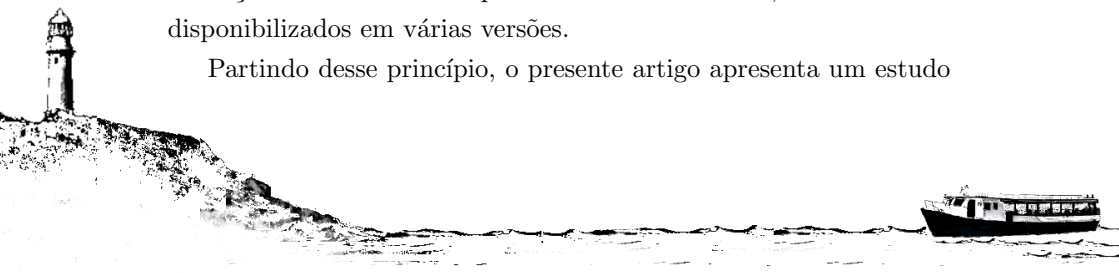 disponibilizados em várias versões.
Partindo desse princípio, o presente artigo apresenta um estudo